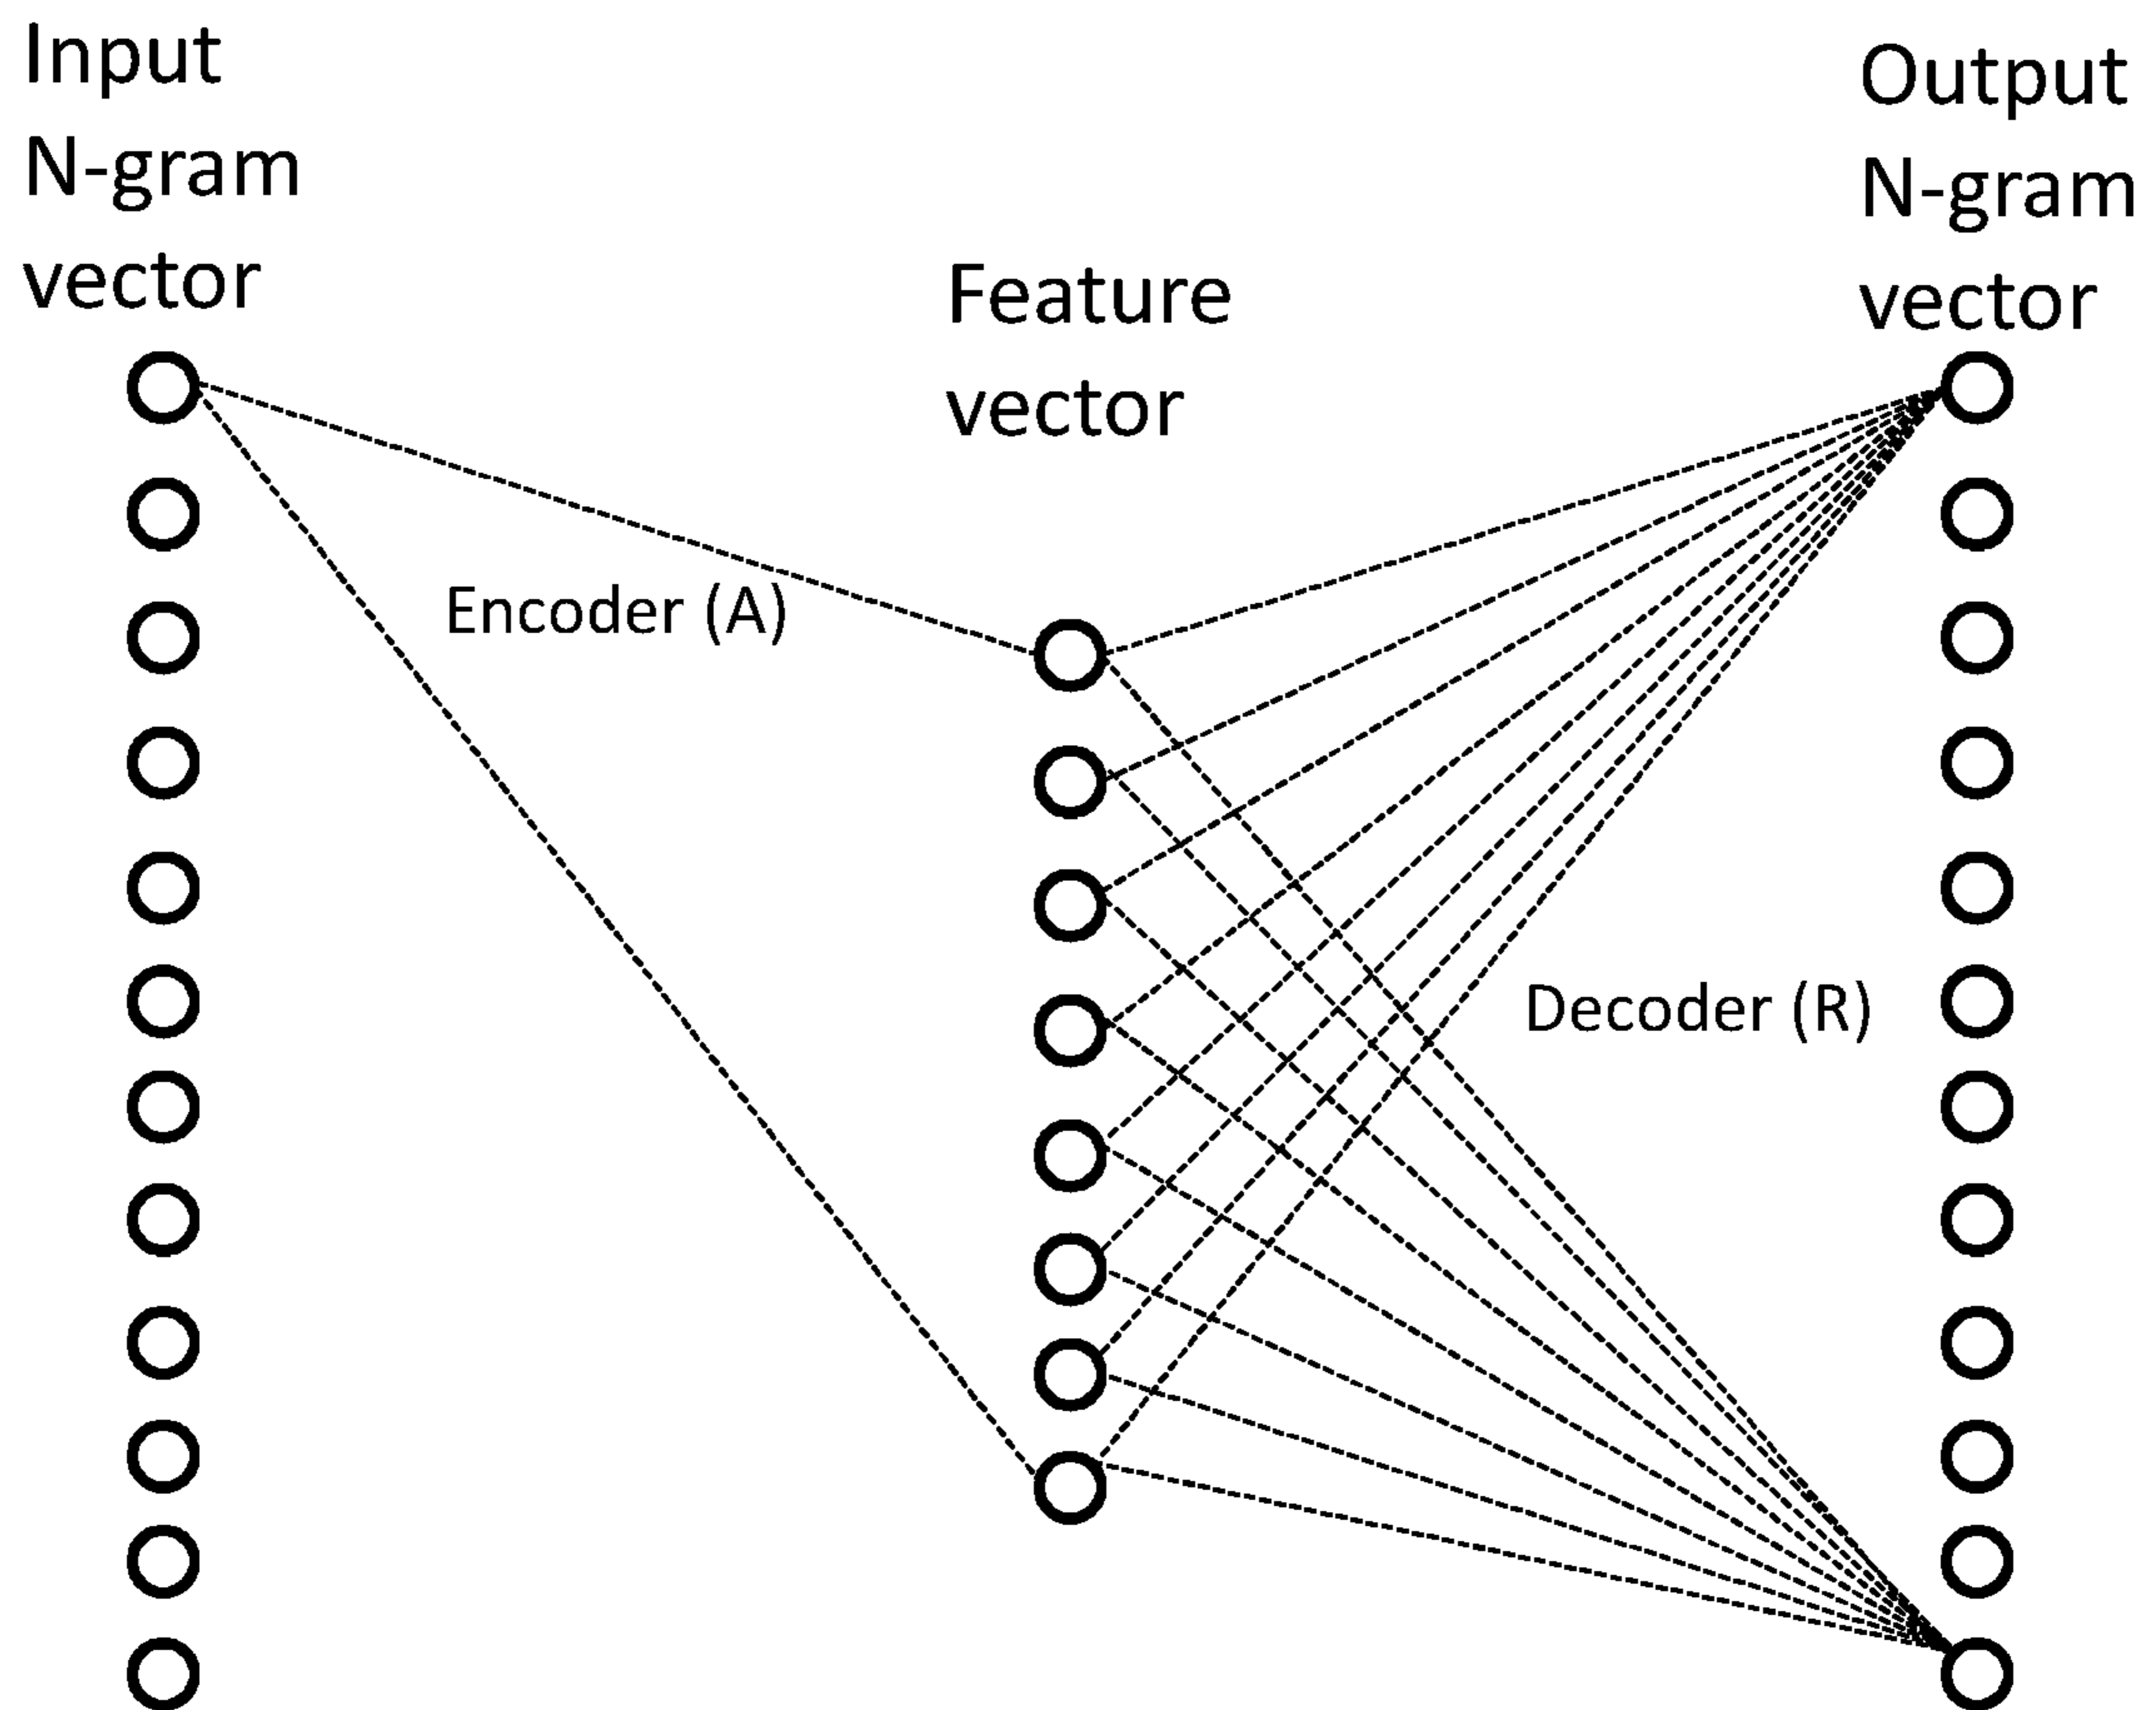 Input
N-gram
vector
Feature
vector
Output
N-gram
vector
Encoder (A)
Decoder (R)